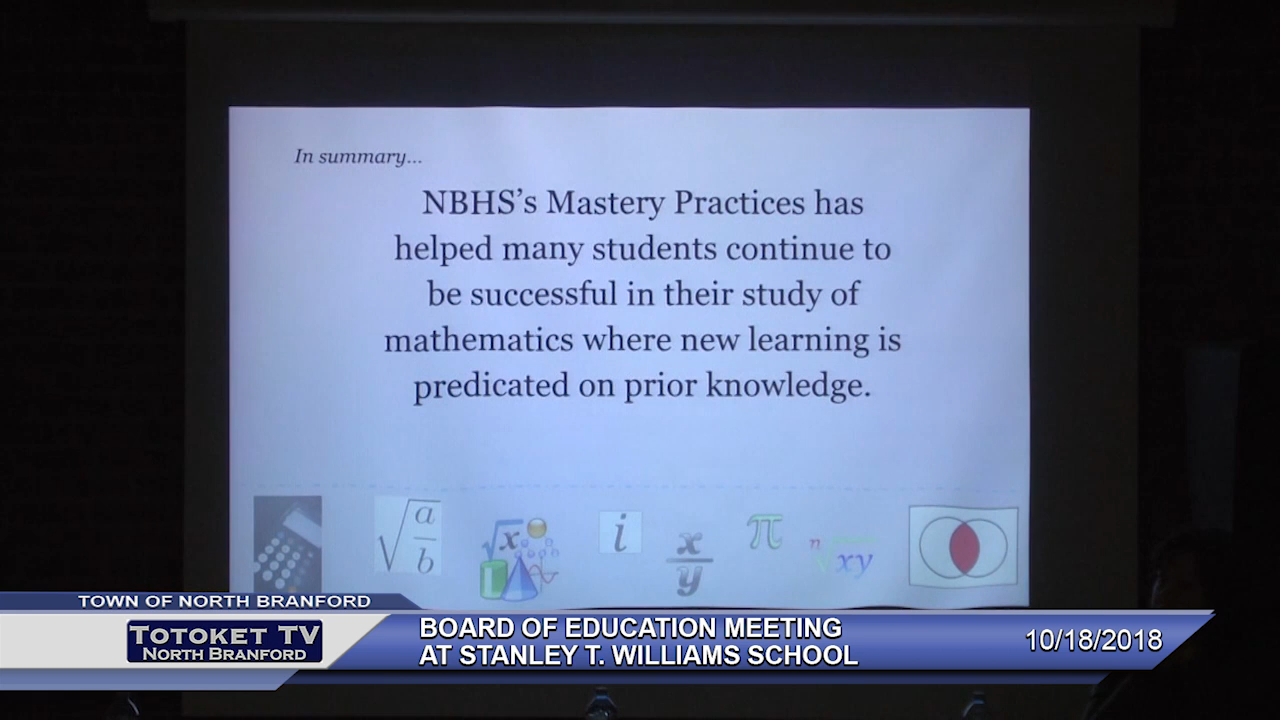 In summary...
NBHS's Mastery Practices has
helped many students continue to
be successful in their study of
mathematics where new learning is
predicated on prior knowledge.
√a/b
√x
i
x/y
π
n√xy
TOWN OF NORTH BRANFORD
TOTOKET TV
NORTH BRANFORD
BOARD OF EDUCATION MEETING
AT STANLEY T. WILLIAMS SCHOOL
10/18/2018